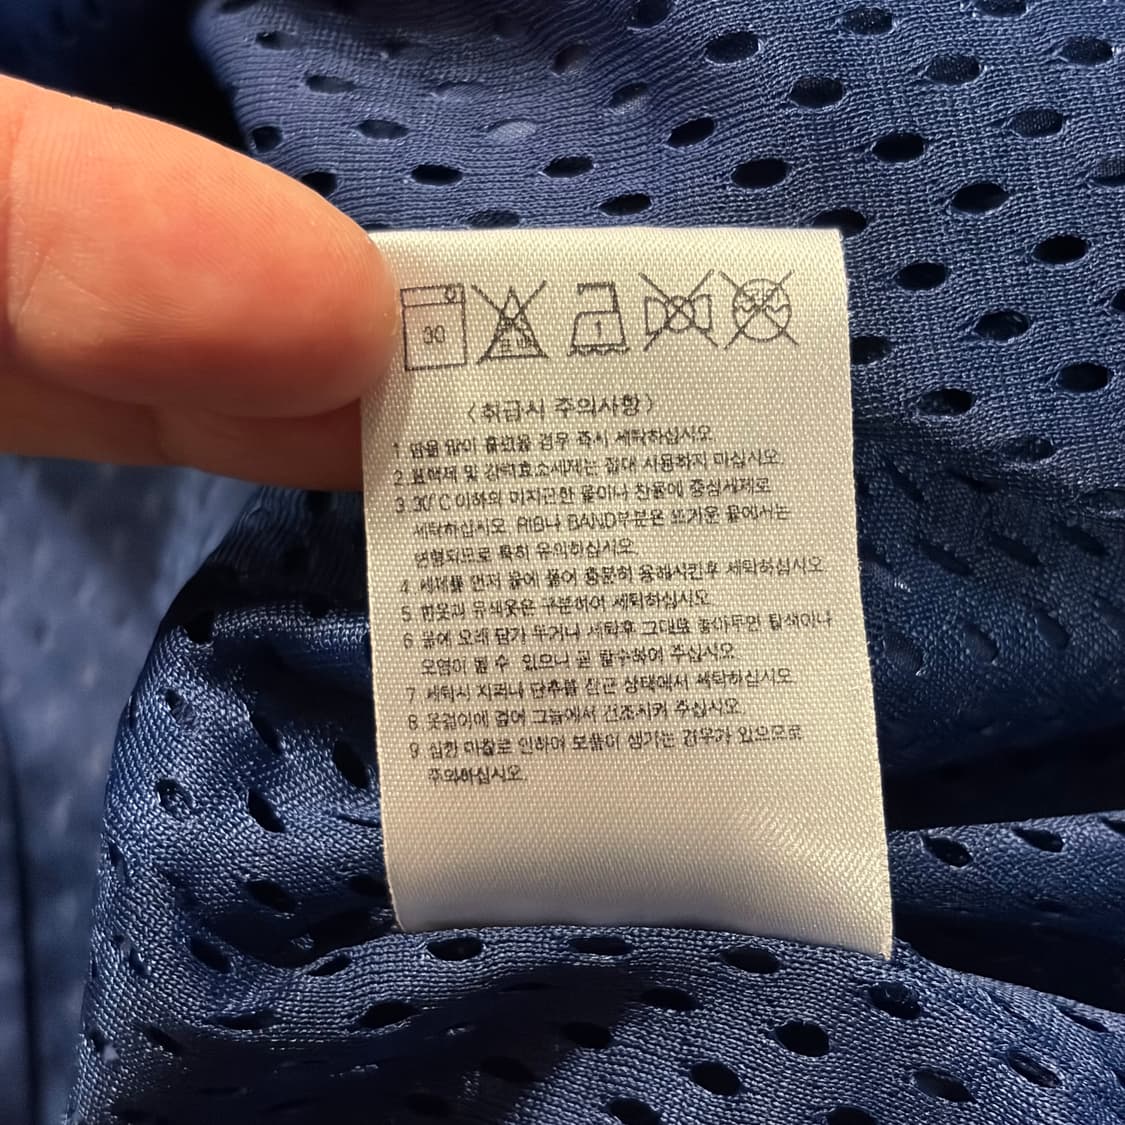 30
〈취급시 주의사항〉
1 땀을 많이 흘렸을 경우 즉시 세탁하십시오.
2 표백제 및 강력효소세제는 절대 사용하지 마십시오.
3 30°C 이하의 미지근한 물이나 찬물에 중성세제로
세탁하십시오. RIB나 BAND부분은 뜨거운 물에서는
변형되므로 특히 유의하십시오.
4 세제를 먼저 물에 풀어 충분히 용해시킨후 세탁하십시오.
5 흰옷과 유색옷은 구분하여 세탁하십시오.
6 물에 오래 담가 두거나 세탁후 그대로 놓아두면 탈색이나
오염이 될 수 있으니 곧 탈수하여 주십시오.
7 세탁시 지퍼나 단추를 잠근 상태에서 세탁하십시오.
8 옷걸이에 걸어 그늘에서 건조시켜 주십시오.
9 심한 마찰로 인하여 보풀이 생기는 경우가 있으므로
주의하십시오.